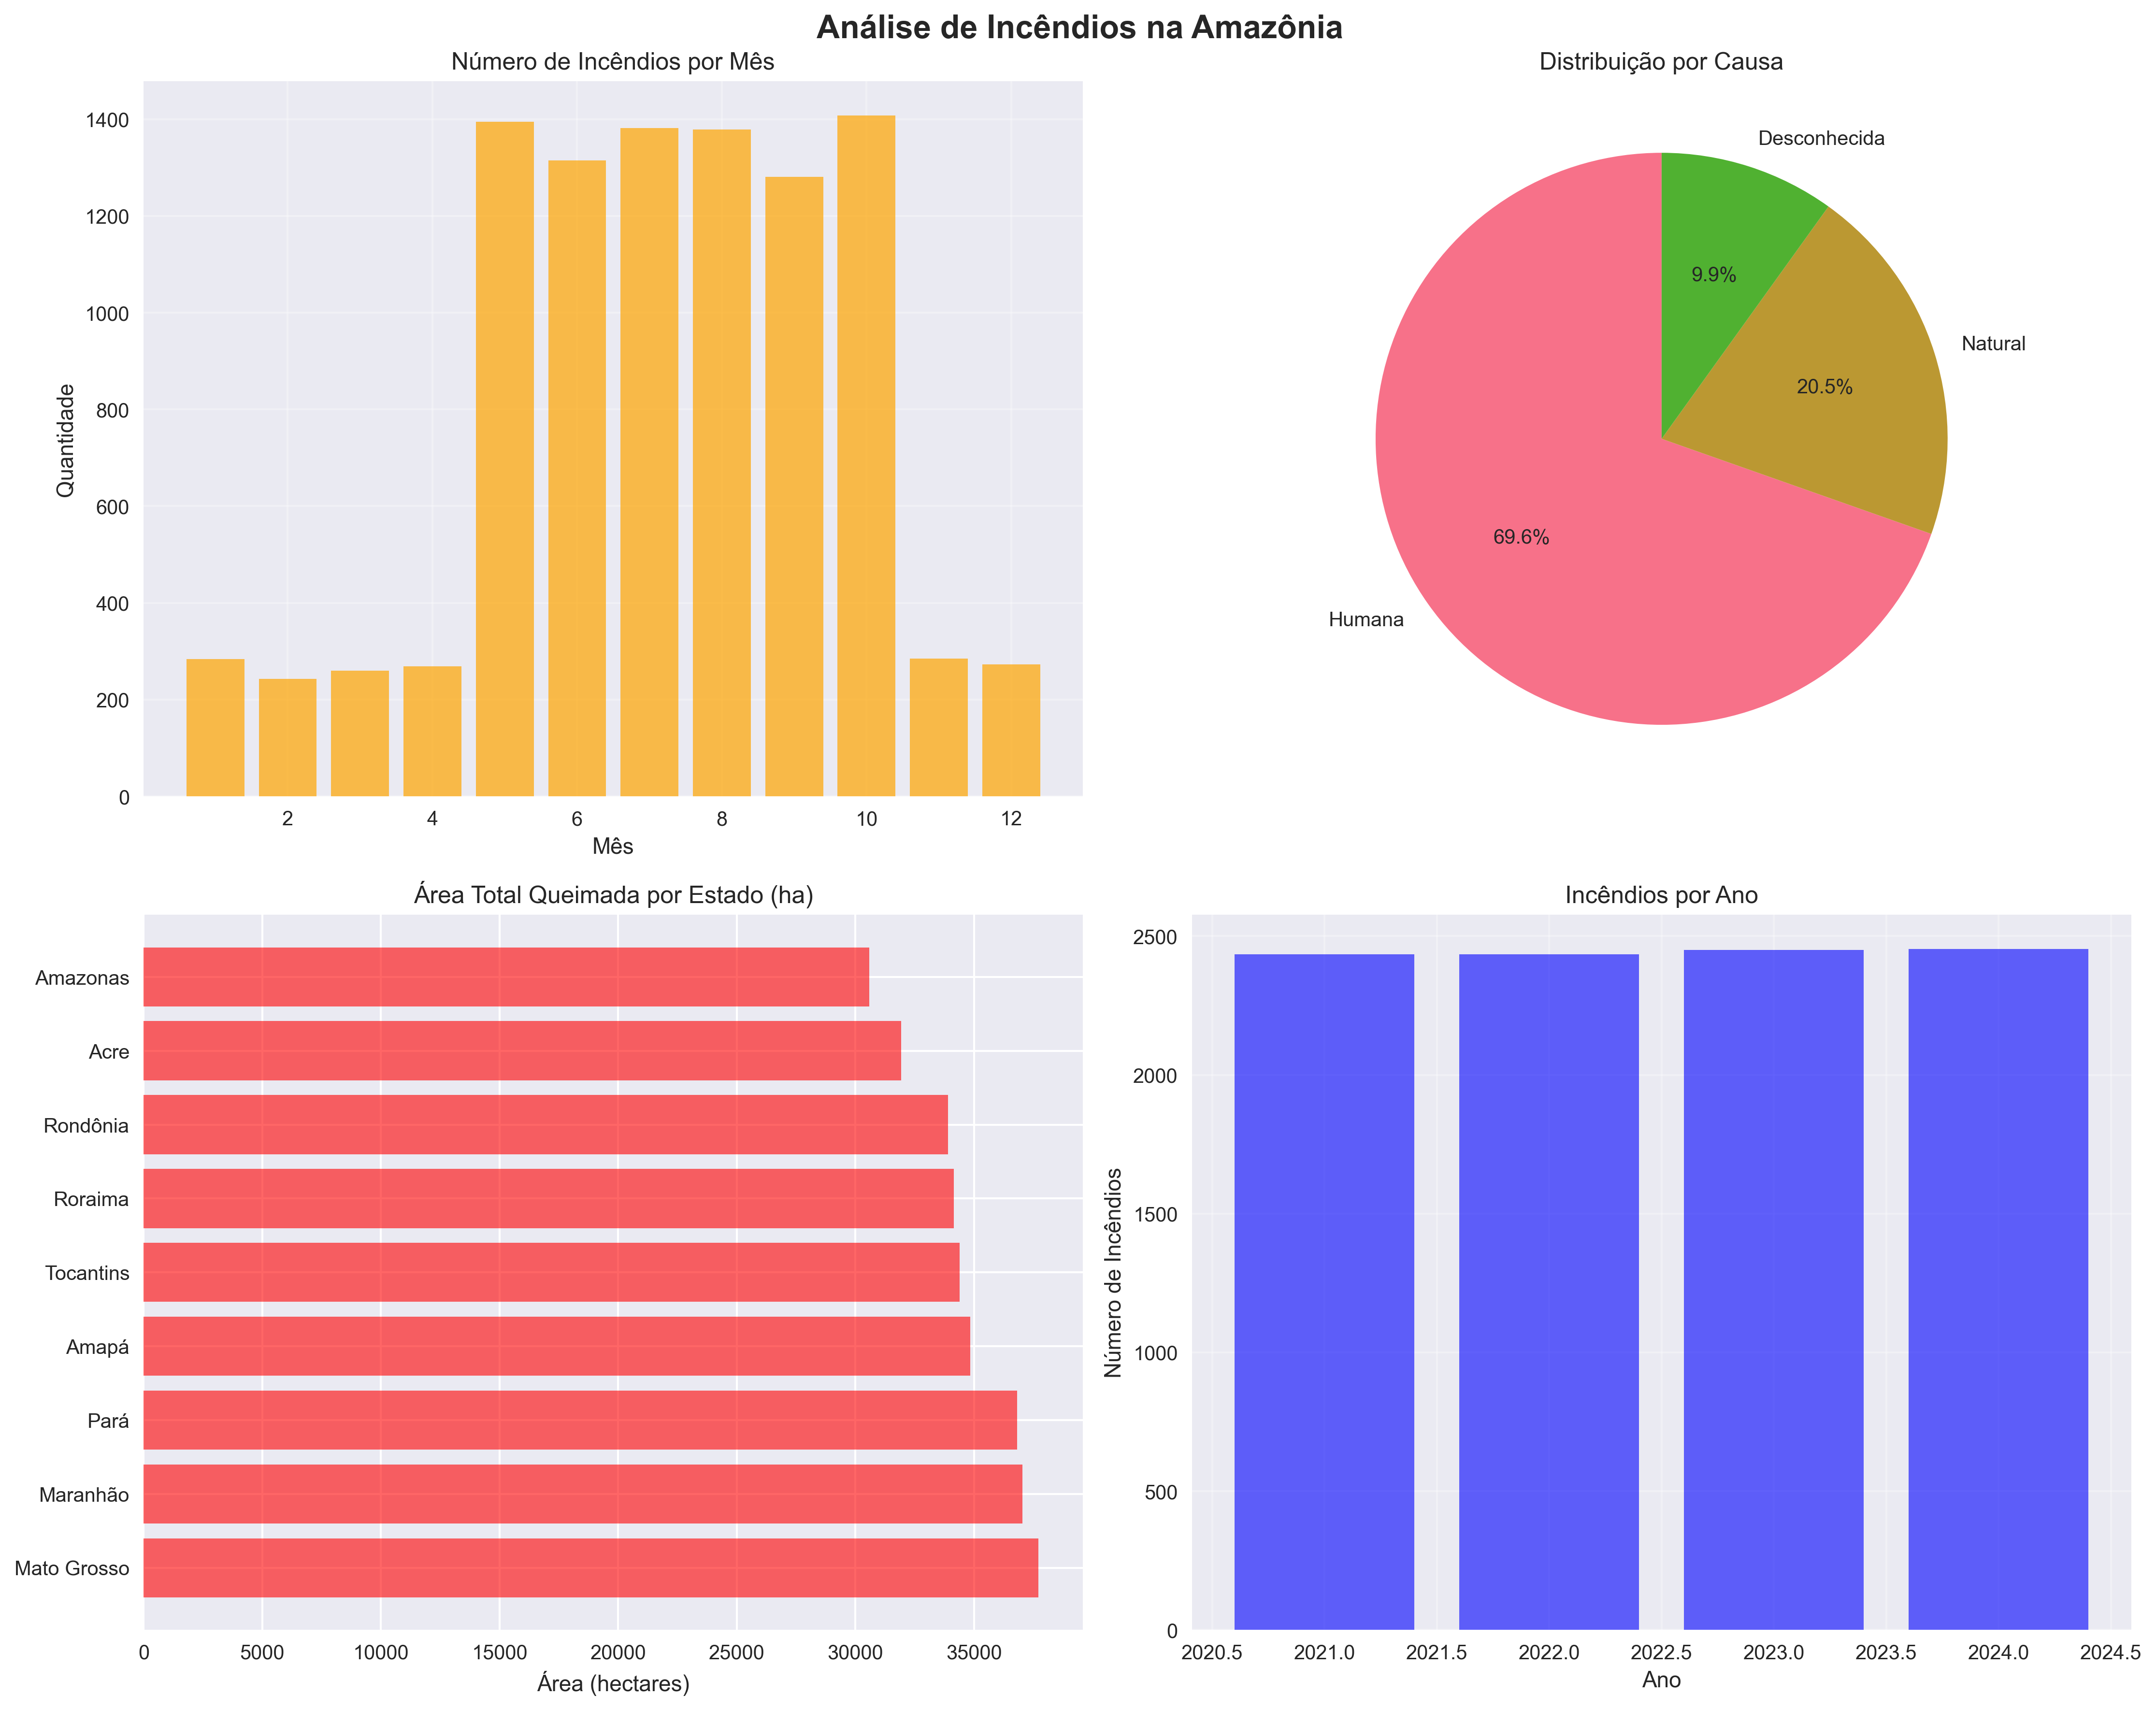 Análise de Incêndios na Amazônia
Número de Incêndios por Mês
Quantidade
1400
1200
1000
800
600
400
200
0
2 4 6 8 10 12
Mês
Distribuição por Causa
Desconhecida
9.9%
Natural
20.5%
69.6%
Humana
Área Total Queimada por Estado (ha)
Amazonas
Acre
Rondônia
Roraima
Tocantins
Amapá
Pará
Maranhão
Mato Grosso
0 5000 10000 15000 20000 25000 30000 35000
Área (hectares)
Incêndios por Ano
Número de Incêndios
2500
2000
1500
1000
500
0
2020.5 2021.0 2021.5 2022.0 2022.5 2023.0 2023.5 2024.0 2024.5
Ano